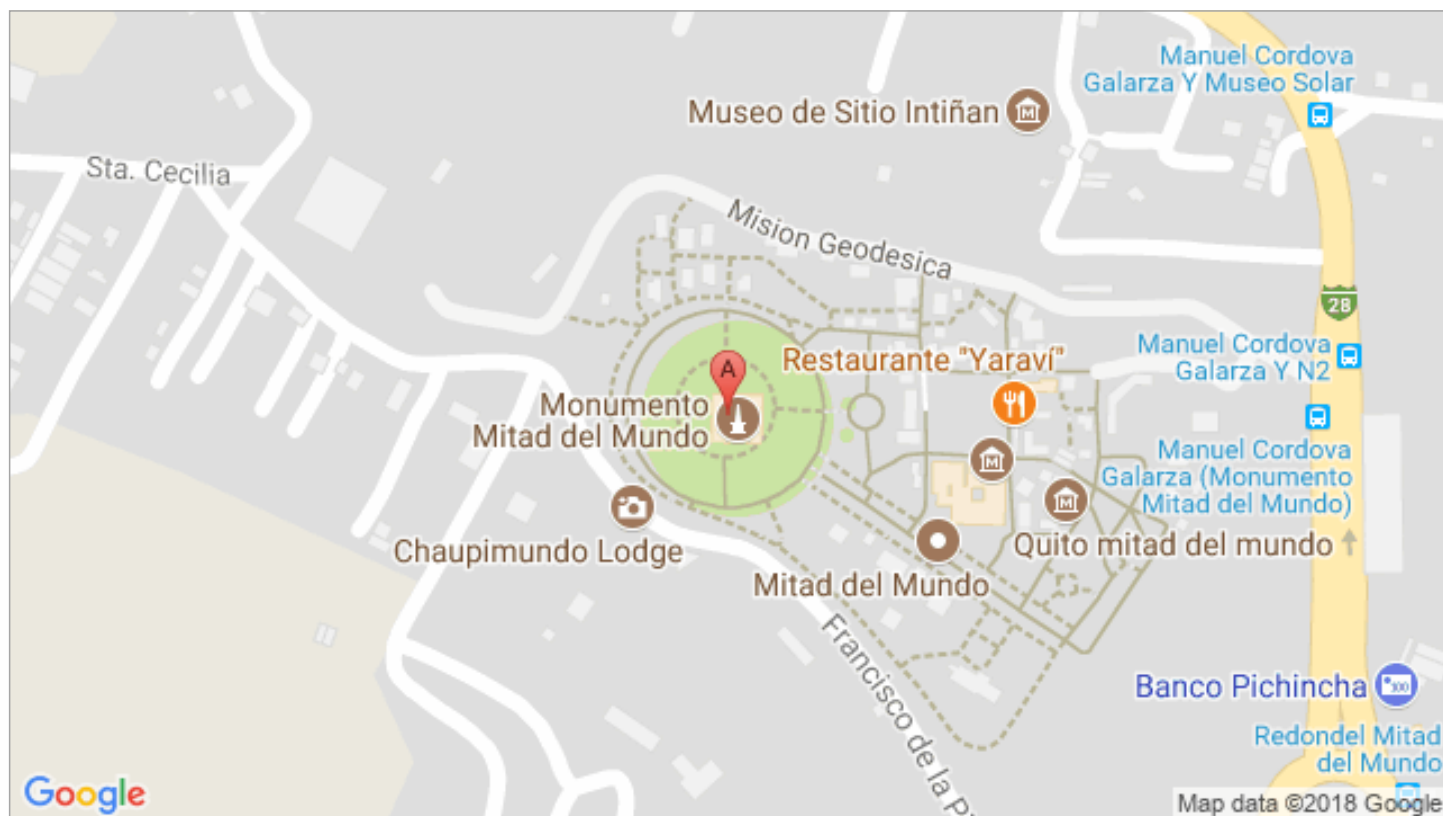 Manuel Cordova
Galarza Y Museo Solar
Museo de Sitio Intiñan
Sta. Cecilia
Mision Geodesica
28
Manuel Cordova
Galarza Y N2
Restaurante "Yaraví"
A
Monumento
Mitad del Mundo
Manuel Cordova
Galarza (Monumento
Mitad del Mundo)
Chaupimundo Lodge
Quito mitad del mundo
Mitad del Mundo
Francisco de la
Banco Pichincha
Redondel Mitad
del Mundo
Google
Map data ©2018 Google